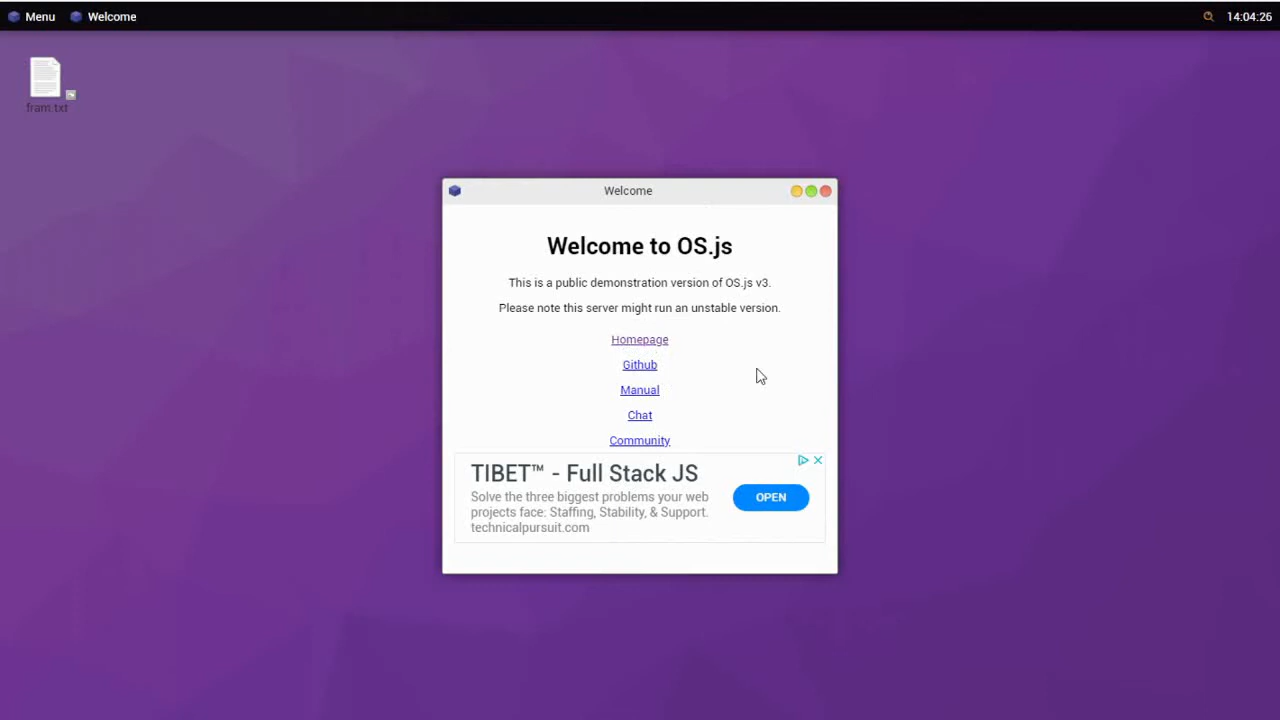 Menu
Welcome
14:04:26
fram.txt
Welcome
Welcome to OS.js
This is a public demonstration version of OS.js v3.
Please note this server might run an unstable version.
Homepage
Github
Manual
Chat
Community
TIBET™ - Full Stack JS
Solve the three biggest problems your web
projects face: Staffing, Stability, & Support.
technicalpursuit.com
OPEN